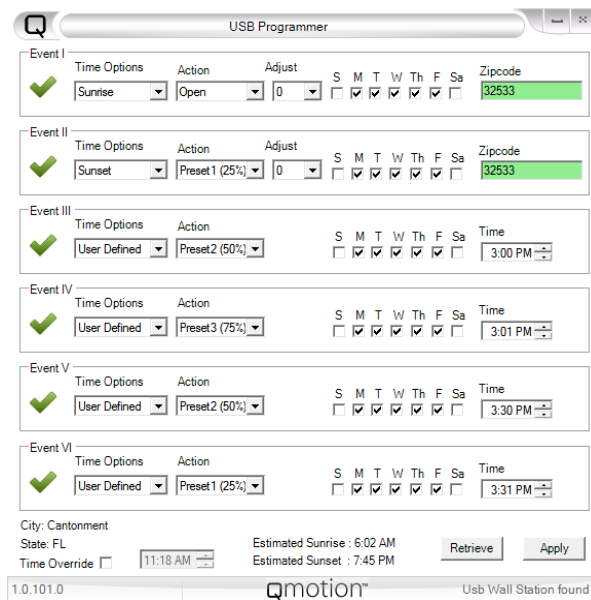 USB Programmer
Event I
Time Options Action Adjust S M T W Th F Sa Zipcode
Sunrise Open 0 32533
Event II
Time Options Action Adjust S M T W Th F Sa Zipcode
Sunset Preset1 (25%) 0 32533
Event III
Time Options Action S M T W Th F Sa Time
User Defined Preset2 (50%) 3:00 PM
Event IV
Time Options Action S M T W Th F Sa Time
User Defined Preset3 (75%) 3:01 PM
Event V
Time Options Action S M T W Th F Sa Time
User Defined Preset2 (50%) 3:30 PM
Event VI
Time Options Action S M T W Th F Sa Time
User Defined Preset1 (25%) 3:31 PM
City: Cantonment
State: FL Estimated Sunrise : 6:02 AM Retrieve Apply
Time Override 11:18 AM Estimated Sunset : 7:45 PM
1.0.101.0 Qmotion™ Usb Wall Station found